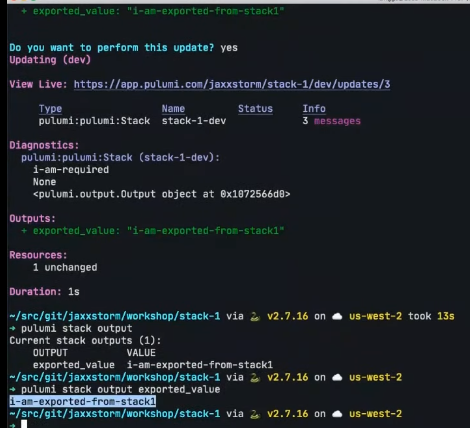 + exported_value: "i-am-exported-from-stack1"
Do you want to perform this update? yes
Updating (dev)
View Live: https://app.pulumi.com/jaxxstorm/stack-1/dev/updates/3
Type Name Status Info
pulumi:pulumi:Stack stack-1-dev 3 messages
Diagnostics:
pulumi:pulumi:Stack (stack-1-dev):
i-am-required
None
<pulumi.output.Output object at 0x1072566d0>
Outputs:
+ exported_value: "i-am-exported-from-stack1"
Resources:
1 unchanged
Duration: 1s
~/src/git/jaxxstorm/workshop/stack-1 via 🐍 v2.7.16 on ☁️ us-west-2 took 13s
➜ pulumi stack output
Current stack outputs (1):
OUTPUT VALUE
exported_value i-am-exported-from-stack1
~/src/git/jaxxstorm/workshop/stack-1 via 🐍 v2.7.16 on ☁️ us-west-2
➜ pulumi stack output exported_value
i-am-exported-from-stack1
~/src/git/jaxxstorm/workshop/stack-1 via 🐍 v2.7.16 on ☁️ us-west-2
➜